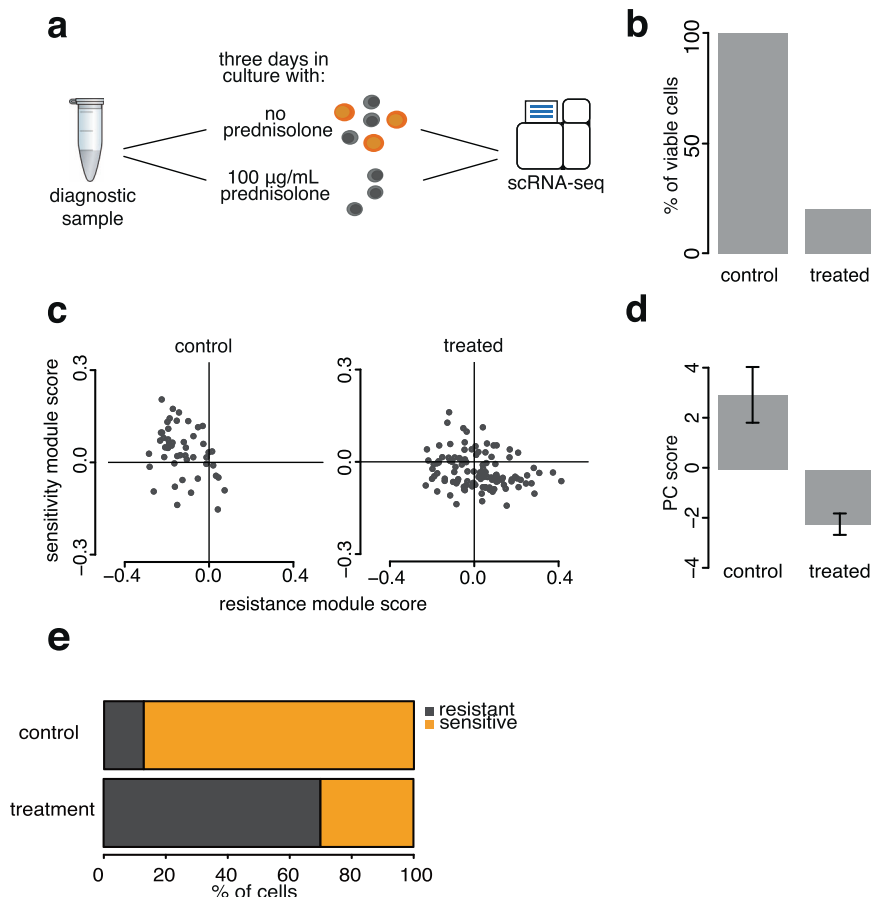 a
three days in
culture with:
no
prednisolone
100 µg/mL
prednisolone
diagnostic
sample
scRNA-seq
b
% of viable cells
100
50
0
control
treated
c
control
sensitivity module score
0.3
0.0
−0.3
−0.4
0.0
0.4
treated
0.3
0.0
−0.3
−0.4
0.0
0.4
resistance module score
d
PC score
4
2
0
−2
−4
control
treated
e
resistant
sensitive
control
treatment
0
20
40
60
80
100
% of cells